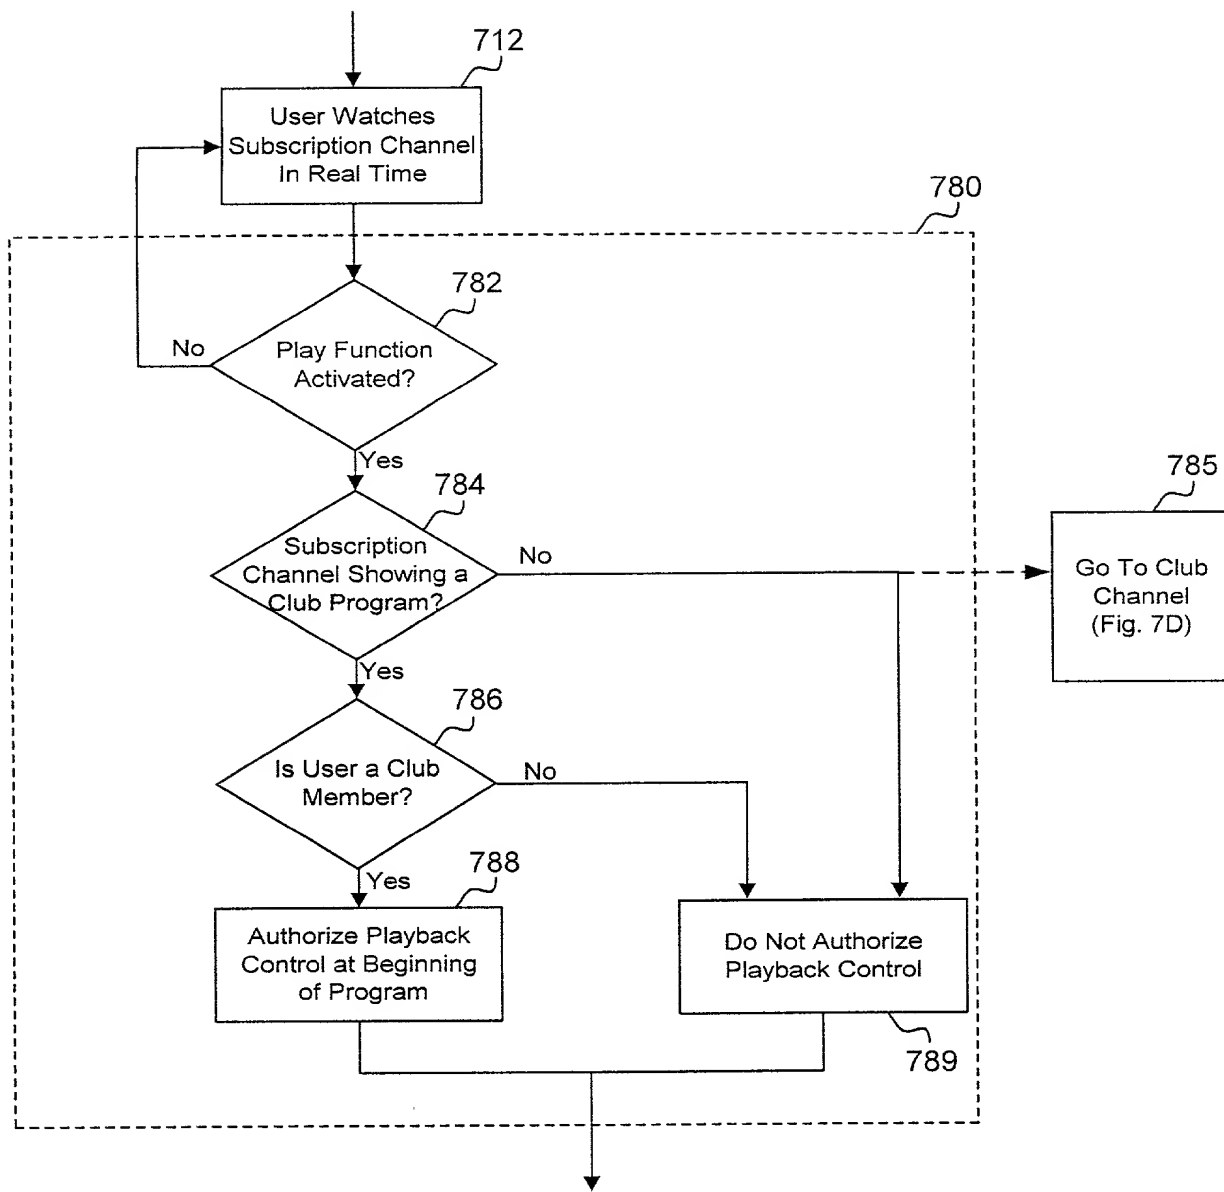 712
User Watches
Subscription Channel
In Real Time
780
782
Play Function
Activated?
No
Yes
784
Subscription
Channel Showing a
Club Program?
No
785
Go To Club
Channel
(Fig. 7D)
Yes
786
Is User a Club
Member?
No
Yes
788
Authorize Playback
Control at Beginning
of Program
Do Not Authorize
Playback Control
789